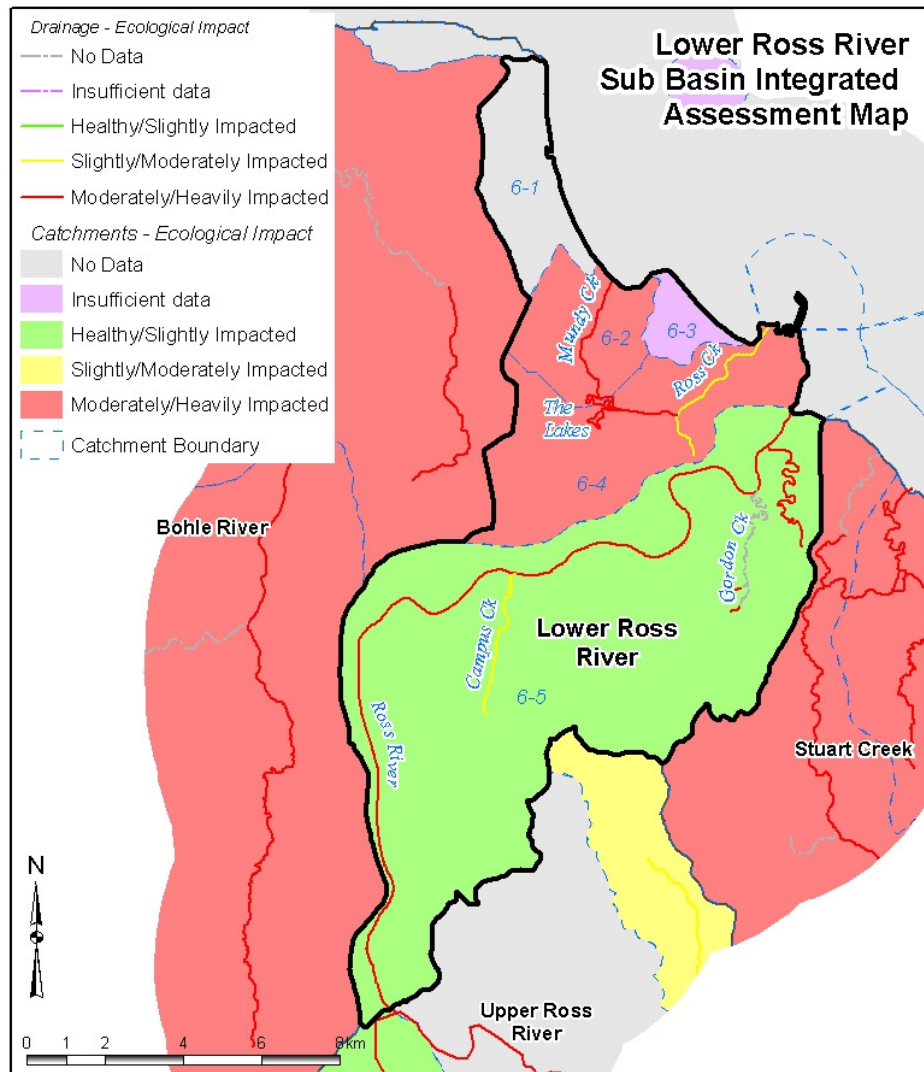 Drainage - Ecological Impact
No Data
Insufficient data
Healthy/Slightly Impacted
Slightly/Moderately Impacted
Moderately/Heavily Impacted
Catchments - Ecological Impact
No Data
Insufficient data
Healthy/Slightly Impacted
Slightly/Moderately Impacted
Moderately/Heavily Impacted
Catchment Boundary
Lower Ross River
Sub Basin Integrated
Assessment Map
6-1
Mundy Ck
6-2
6-3
Ross Ck
The
Lakes
6-4
Bohle River
Gordon Ck
Campus Ck
Lower Ross
River
6-5
Ross River
Stuart Creek
N
Upper Ross
River
0 1 2 4 6 8 km